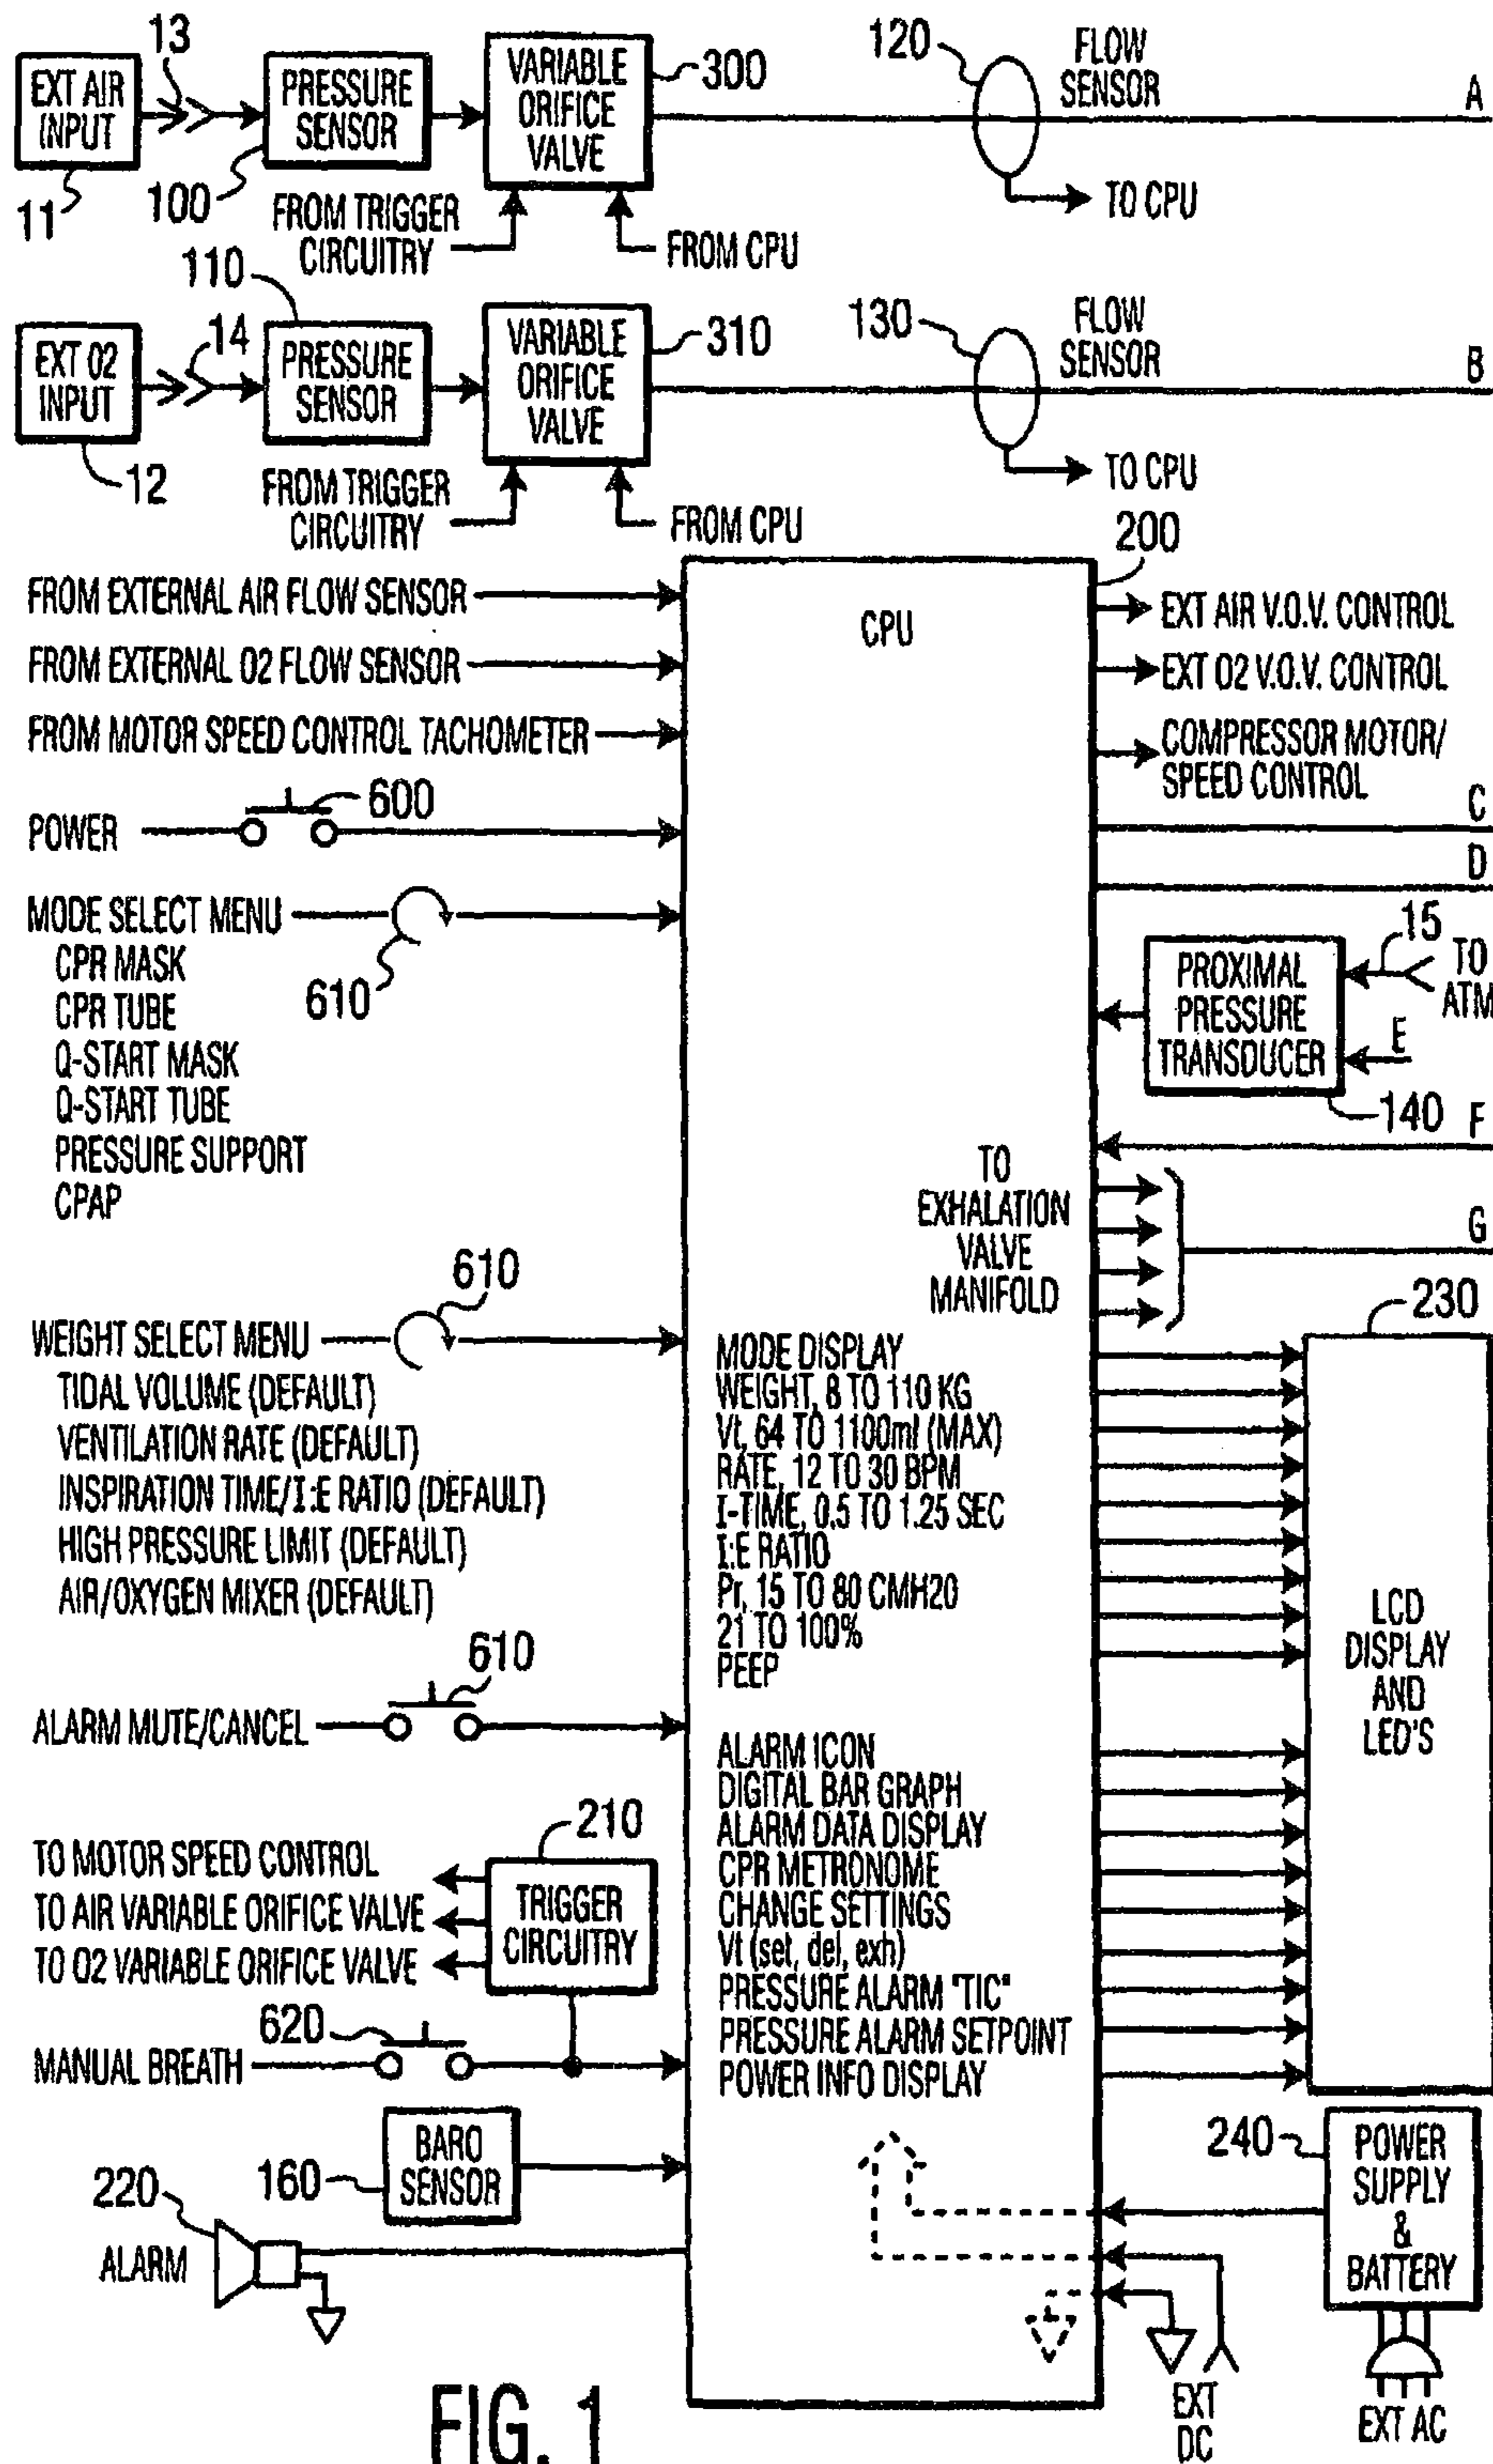 EXT AIR
INPUT
11
13
PRESSURE
SENSOR
100
VARIABLE
ORIFICE
VALVE
300
FROM TRIGGER
CIRCUITRY
FROM CPU
120
FLOW
SENSOR
TO CPU
A
EXT O2
INPUT
12
14
110
PRESSURE
SENSOR
VARIABLE
ORIFICE
VALVE
310
FROM TRIGGER
CIRCUITRY
FROM CPU
130
FLOW
SENSOR
TO CPU
B
200
CPU
FROM EXTERNAL AIR FLOW SENSOR
FROM EXTERNAL O2 FLOW SENSOR
FROM MOTOR SPEED CONTROL TACHOMETER
POWER
600
MODE SELECT MENU
610
CPR MASK
CPR TUBE
Q-START MASK
Q-START TUBE
PRESSURE SUPPORT
CPAP
WEIGHT SELECT MENU
610
TIDAL VOLUME (DEFAULT)
VENTILATION RATE (DEFAULT)
INSPIRATION TIME/I:E RATIO (DEFAULT)
HIGH PRESSURE LIMIT (DEFAULT)
AIR/OXYGEN MIXER (DEFAULT)
ALARM MUTE/CANCEL
610
TO MOTOR SPEED CONTROL
TO AIR VARIABLE ORIFICE VALVE
TO O2 VARIABLE ORIFICE VALVE
210
TRIGGER
CIRCUITRY
MANUAL BREATH
620
BARO
SENSOR
160
220
ALARM
EXT AIR V.O.V. CONTROL
EXT O2 V.O.V. CONTROL
COMPRESSOR MOTOR/
SPEED CONTROL
C
D
PROXIMAL
PRESSURE
TRANSDUCER
15
TO
ATM
E
140
F
TO
EXHALATION
VALVE
MANIFOLD
G
230
MODE DISPLAY
WEIGHT, 8 TO 110 KG
Vt, 64 TO 1100ml (MAX)
RATE, 12 TO 30 BPM
I-TIME, 0.5 TO 1.25 SEC
I:E RATIO
Pr, 15 TO 80 CMH20
21 TO 100%
PEEP
ALARM ICON
DIGITAL BAR GRAPH
ALARM DATA DISPLAY
CPR METRONOME
CHANGE SETTINGS
Vt (set, del, exh)
PRESSURE ALARM "TIC"
PRESSURE ALARM SETPOINT
POWER INFO DISPLAY
LCD
DISPLAY
AND
LED'S
240
POWER
SUPPLY
&
BATTERY
EXT
DC
EXT AC
FIG. 1